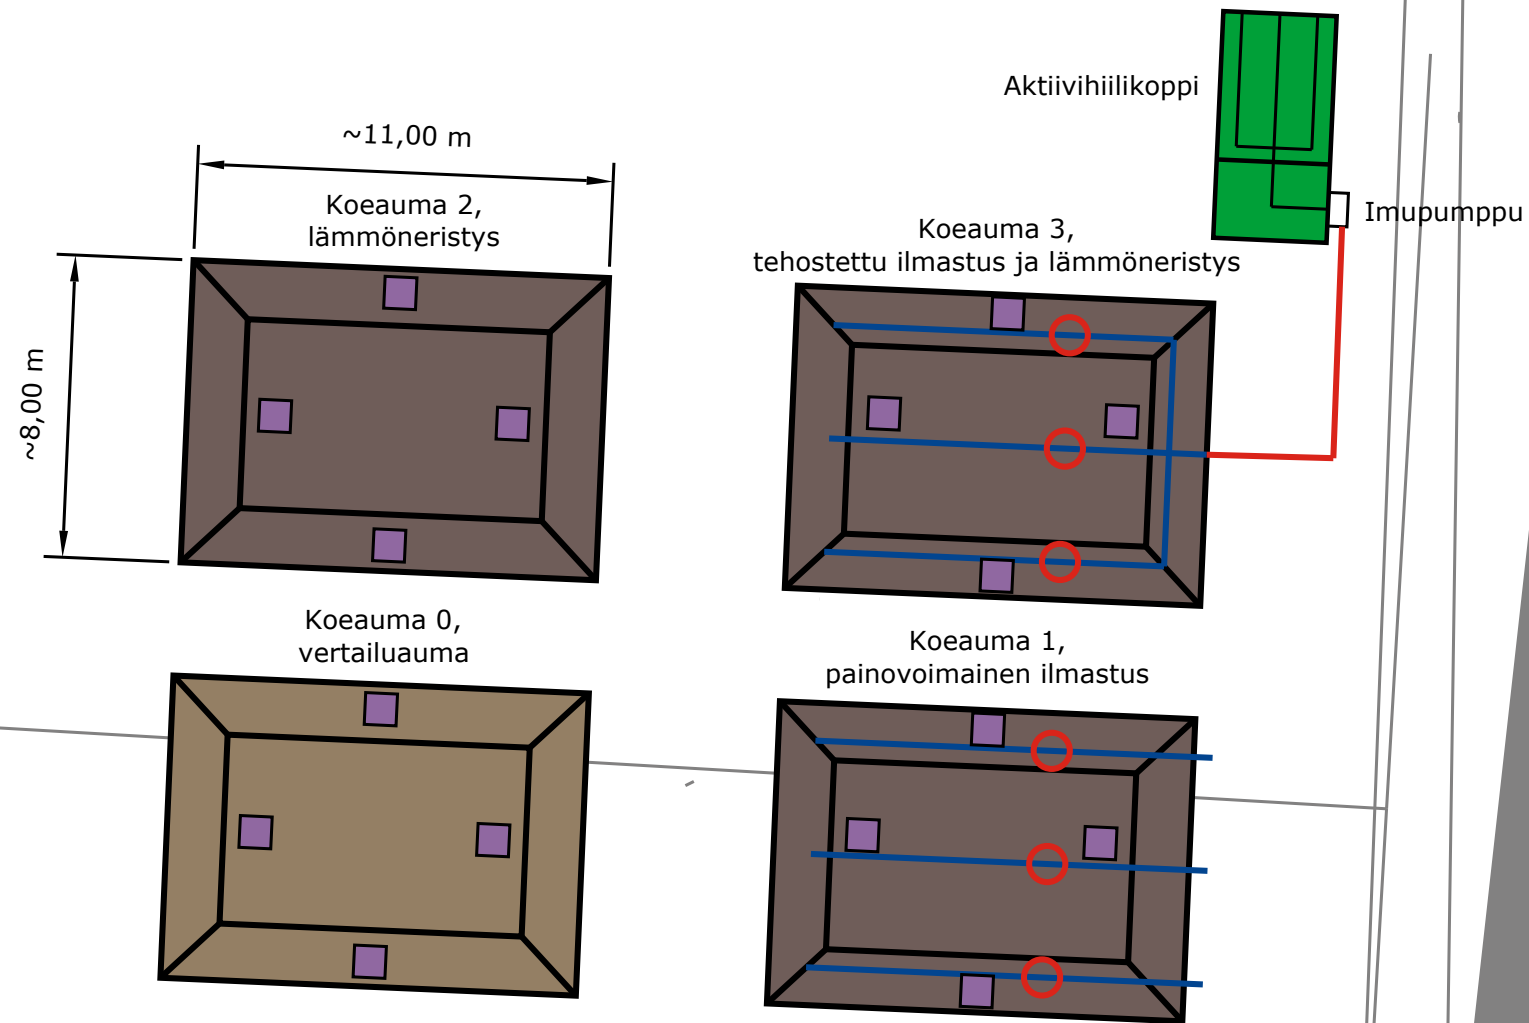 Aktiivihiilikoppi
~11,00 m
Koeauma 2,
lämmöneristys
Imupumppu
Koeauma 3,
tehostettu ilmastus ja lämmöneristys
~8,00 m
Koeauma 0,
vertailuauma
Koeauma 1,
painovoimainen ilmastus